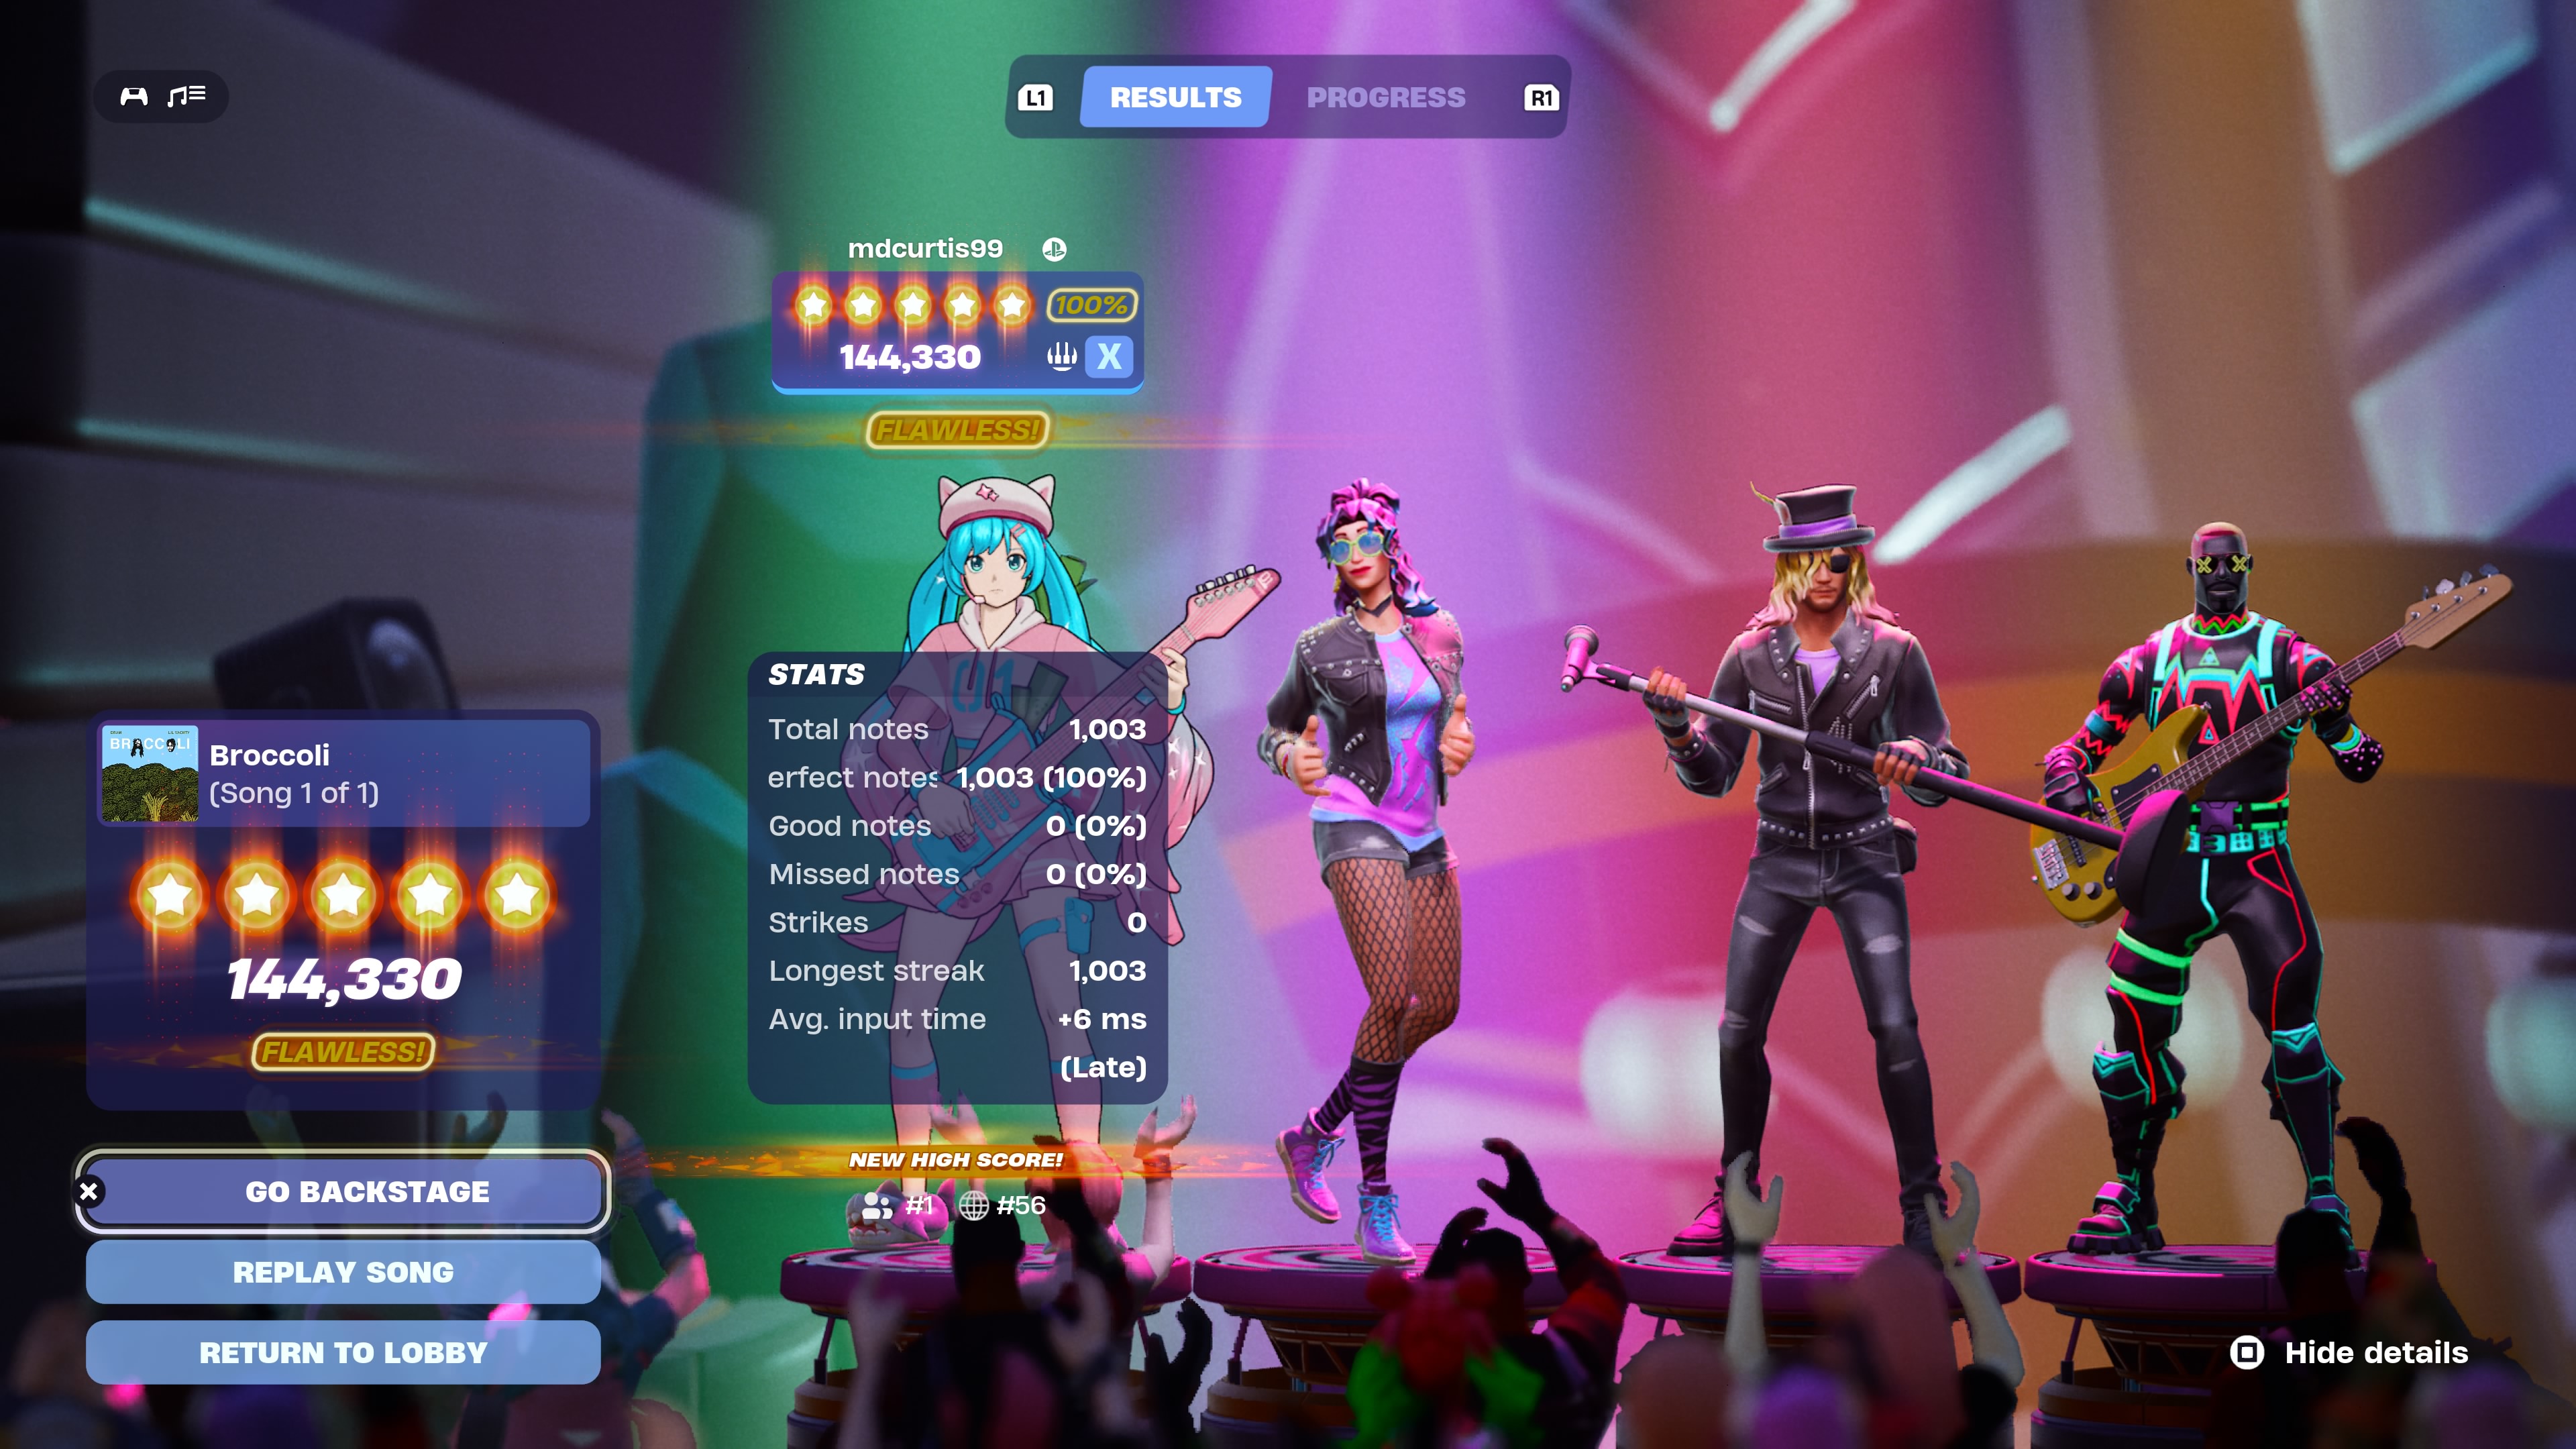 L1
RESULTS
PROGRESS
R1
mdcurtis99
100%
144,330
X
FLAWLESS!
01
STATS
Total notes 1,003
erfect notes 1,003 (100%)
Good notes 0 (0%)
Missed notes 0 (0%)
Strikes 0
Longest streak 1,003
Avg. input time +6 ms
(Late)
BROCCOLI
Broccoli
(Song 1 of 1)
144,330
FLAWLESS!
NEW HIGH SCORE!
#1 #56
GO BACKSTAGE
REPLAY SONG
RETURN TO LOBBY
Hide details